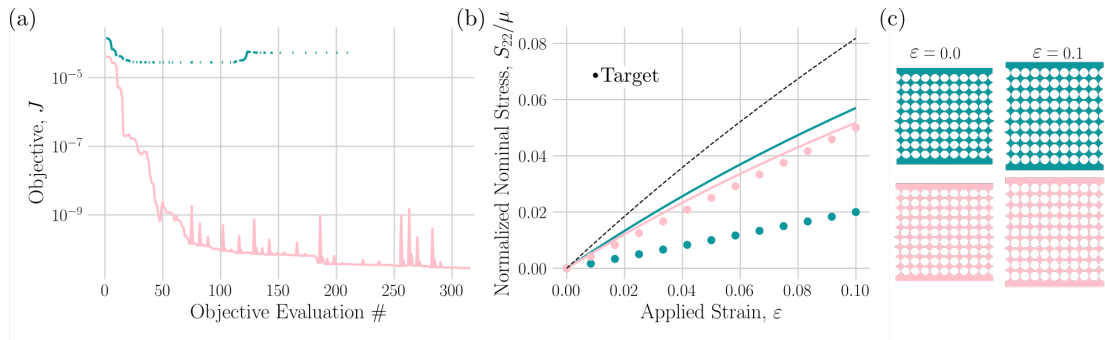 (a)
Objective, J
10⁻⁵
10⁻⁷
10⁻⁹
0 50 100 150 200 250 300
Objective Evaluation #
(b)
Normalized Nominal Stress, S₂₂/μ
0.08
0.06
0.04
0.02
0.00
Target
0.00 0.02 0.04 0.06 0.08 0.10
Applied Strain, ε
(c)
ε = 0.0
ε = 0.1